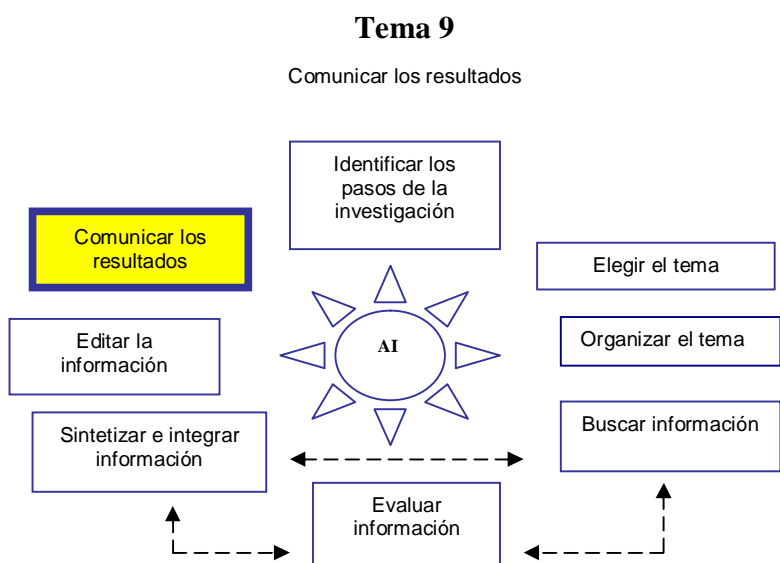 Tema 9
Comunicar los resultados
Identificar los
pasos de la
investigación
Comunicar los
resultados
Elegir el tema
Editar la
información
AI
Organizar el tema
Sintetizar e integrar
información
Buscar información
Evaluar
información